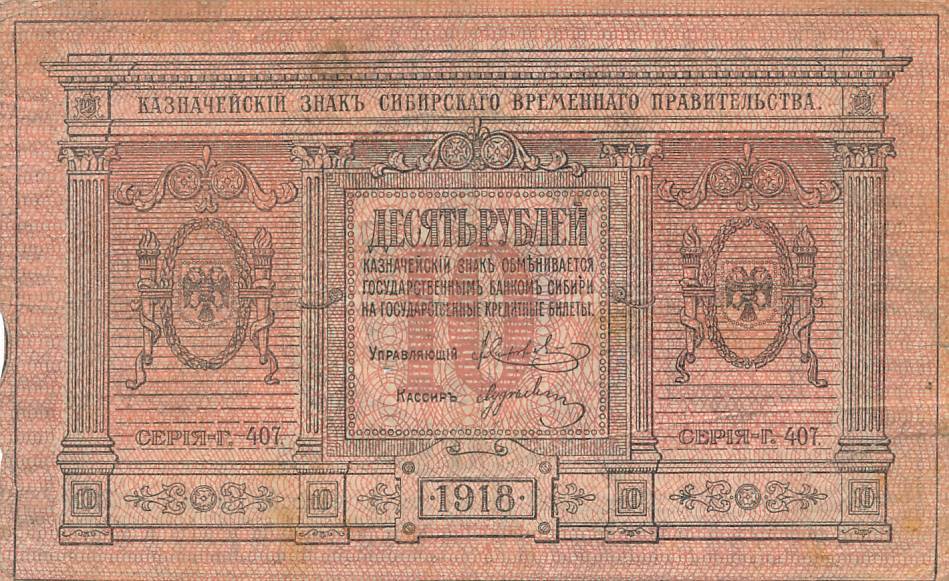 КАЗНАЧЕЙСКІЙ ЗНАКЪ СИБИРСКАГО ВРЕМЕННАГО ПРАВИТЕЛЬСТВА.
ДЕСЯТЬ РУБЛЕЙ
КАЗНАЧЕЙСКІЙ ЗНАКЪ ОБМѢНИВАЕТСЯ
ГОСУДАРСТВЕННЫМЪ БАНКОМЪ СИБИРИ
НА ГОСУДАРСТВЕННЫЕ КРЕДИТНЫЕ БИЛЕТЫ.
10
УПРАВЛЯЮЩІЙ
КАССИРЪ
СЕРІЯ-Г. 407.
СЕРІЯ-Г. 407.
10
10
·1918·
10
10